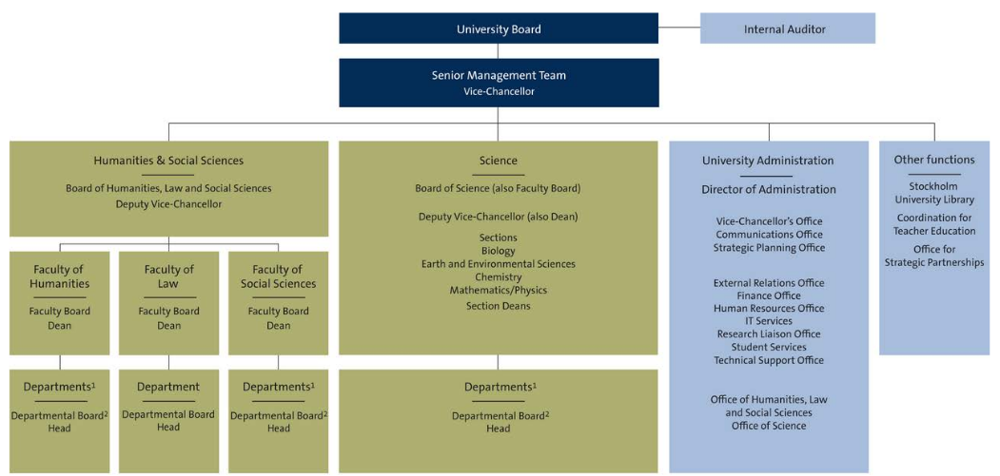 University Board
Internal Auditor
Senior Management Team
Vice-Chancellor
Humanities & Social Sciences
Board of Humanities, Law and Social Sciences
Deputy Vice-Chancellor
Faculty of
Humanities
Faculty Board
Dean
Faculty of
Law
Faculty Board
Dean
Faculty of
Social Sciences
Faculty Board
Dean
Departments¹
Departmental Board²
Head
Department
Departmental Board
Head
Departments¹
Departmental Board²
Head
Science
Board of Science (also Faculty Board)
Deputy Vice-Chancellor (also Dean)
Sections
Biology
Earth and Environmental Sciences
Chemistry
Mathematics/Physics
Section Deans
Departments¹
Departmental Board²
Head
University Administration
Director of Administration
Vice-Chancellor's Office
Communications Office
Strategic Planning Office
External Relations Office
Finance Office
Human Resources Office
IT Services
Research Liaison Office
Student Services
Technical Support Office
Office of Humanities, Law
and Social Sciences
Office of Science
Other functions
Stockholm
University Library
Coordination for
Teacher Education
Office for
Strategic Partnerships